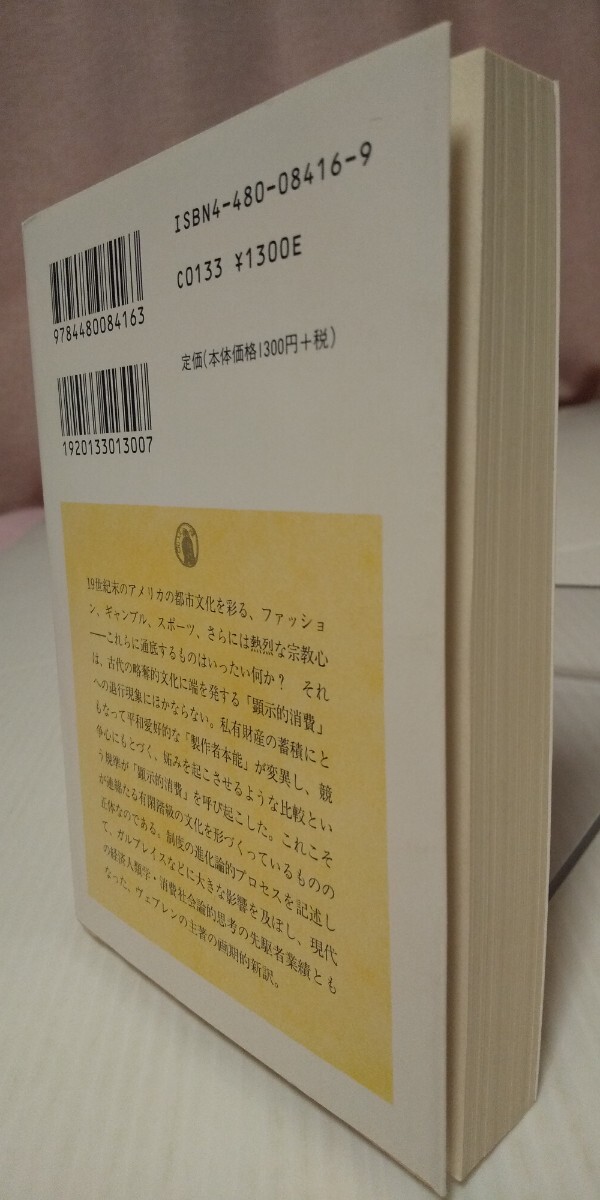 ISBN4-480-08416-9
C0133 ¥1300E
定価(本体価格1300円+税)
9784480084163
1920133013007
19世紀末のアメリカの都市文化を彩る、ファッショ
ン、ギャンブル、スポーツ、さらには熱烈な宗教心
──これらに通底するものはいったい何か? それ
は、古代の略奪的文化に端を発する「顕示的消費」
への退行現象にほかならない。私有財産の蓄積にと
もなって平和愛好的な「製作者本能」が変異し、競
争心にもとづく、妬みを起こさせるような比較とい
う規準が「顕示的消費」を呼び起こした。これこそ
が連綿たる有閑階級の文化を形づくっているものの
正体なのである。制度の進化論的プロセスを記述し
て、ガルブレイスなどに大きな影響を及ぼし、現代
の経済人類学・消費社会論的思考の先駆者業績とも
なった、ヴェブレンの主著の画期的新訳。